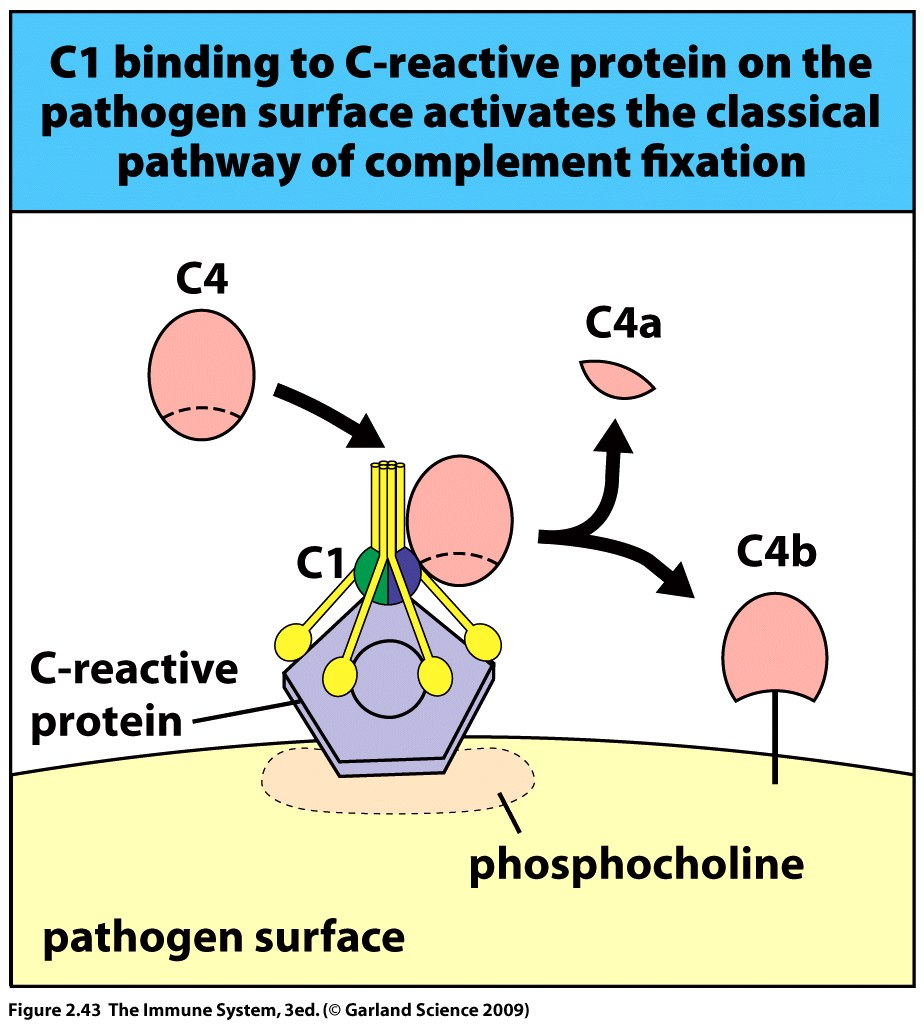 C1 binding to C-reactive protein on the
pathogen surface activates the classical
pathway of complement fixation
C4
C4a
C1
C4b
C-reactive
protein
phosphocholine
pathogen surface
Figure 2.43 The Immune System, 3ed. (© Garland Science 2009)